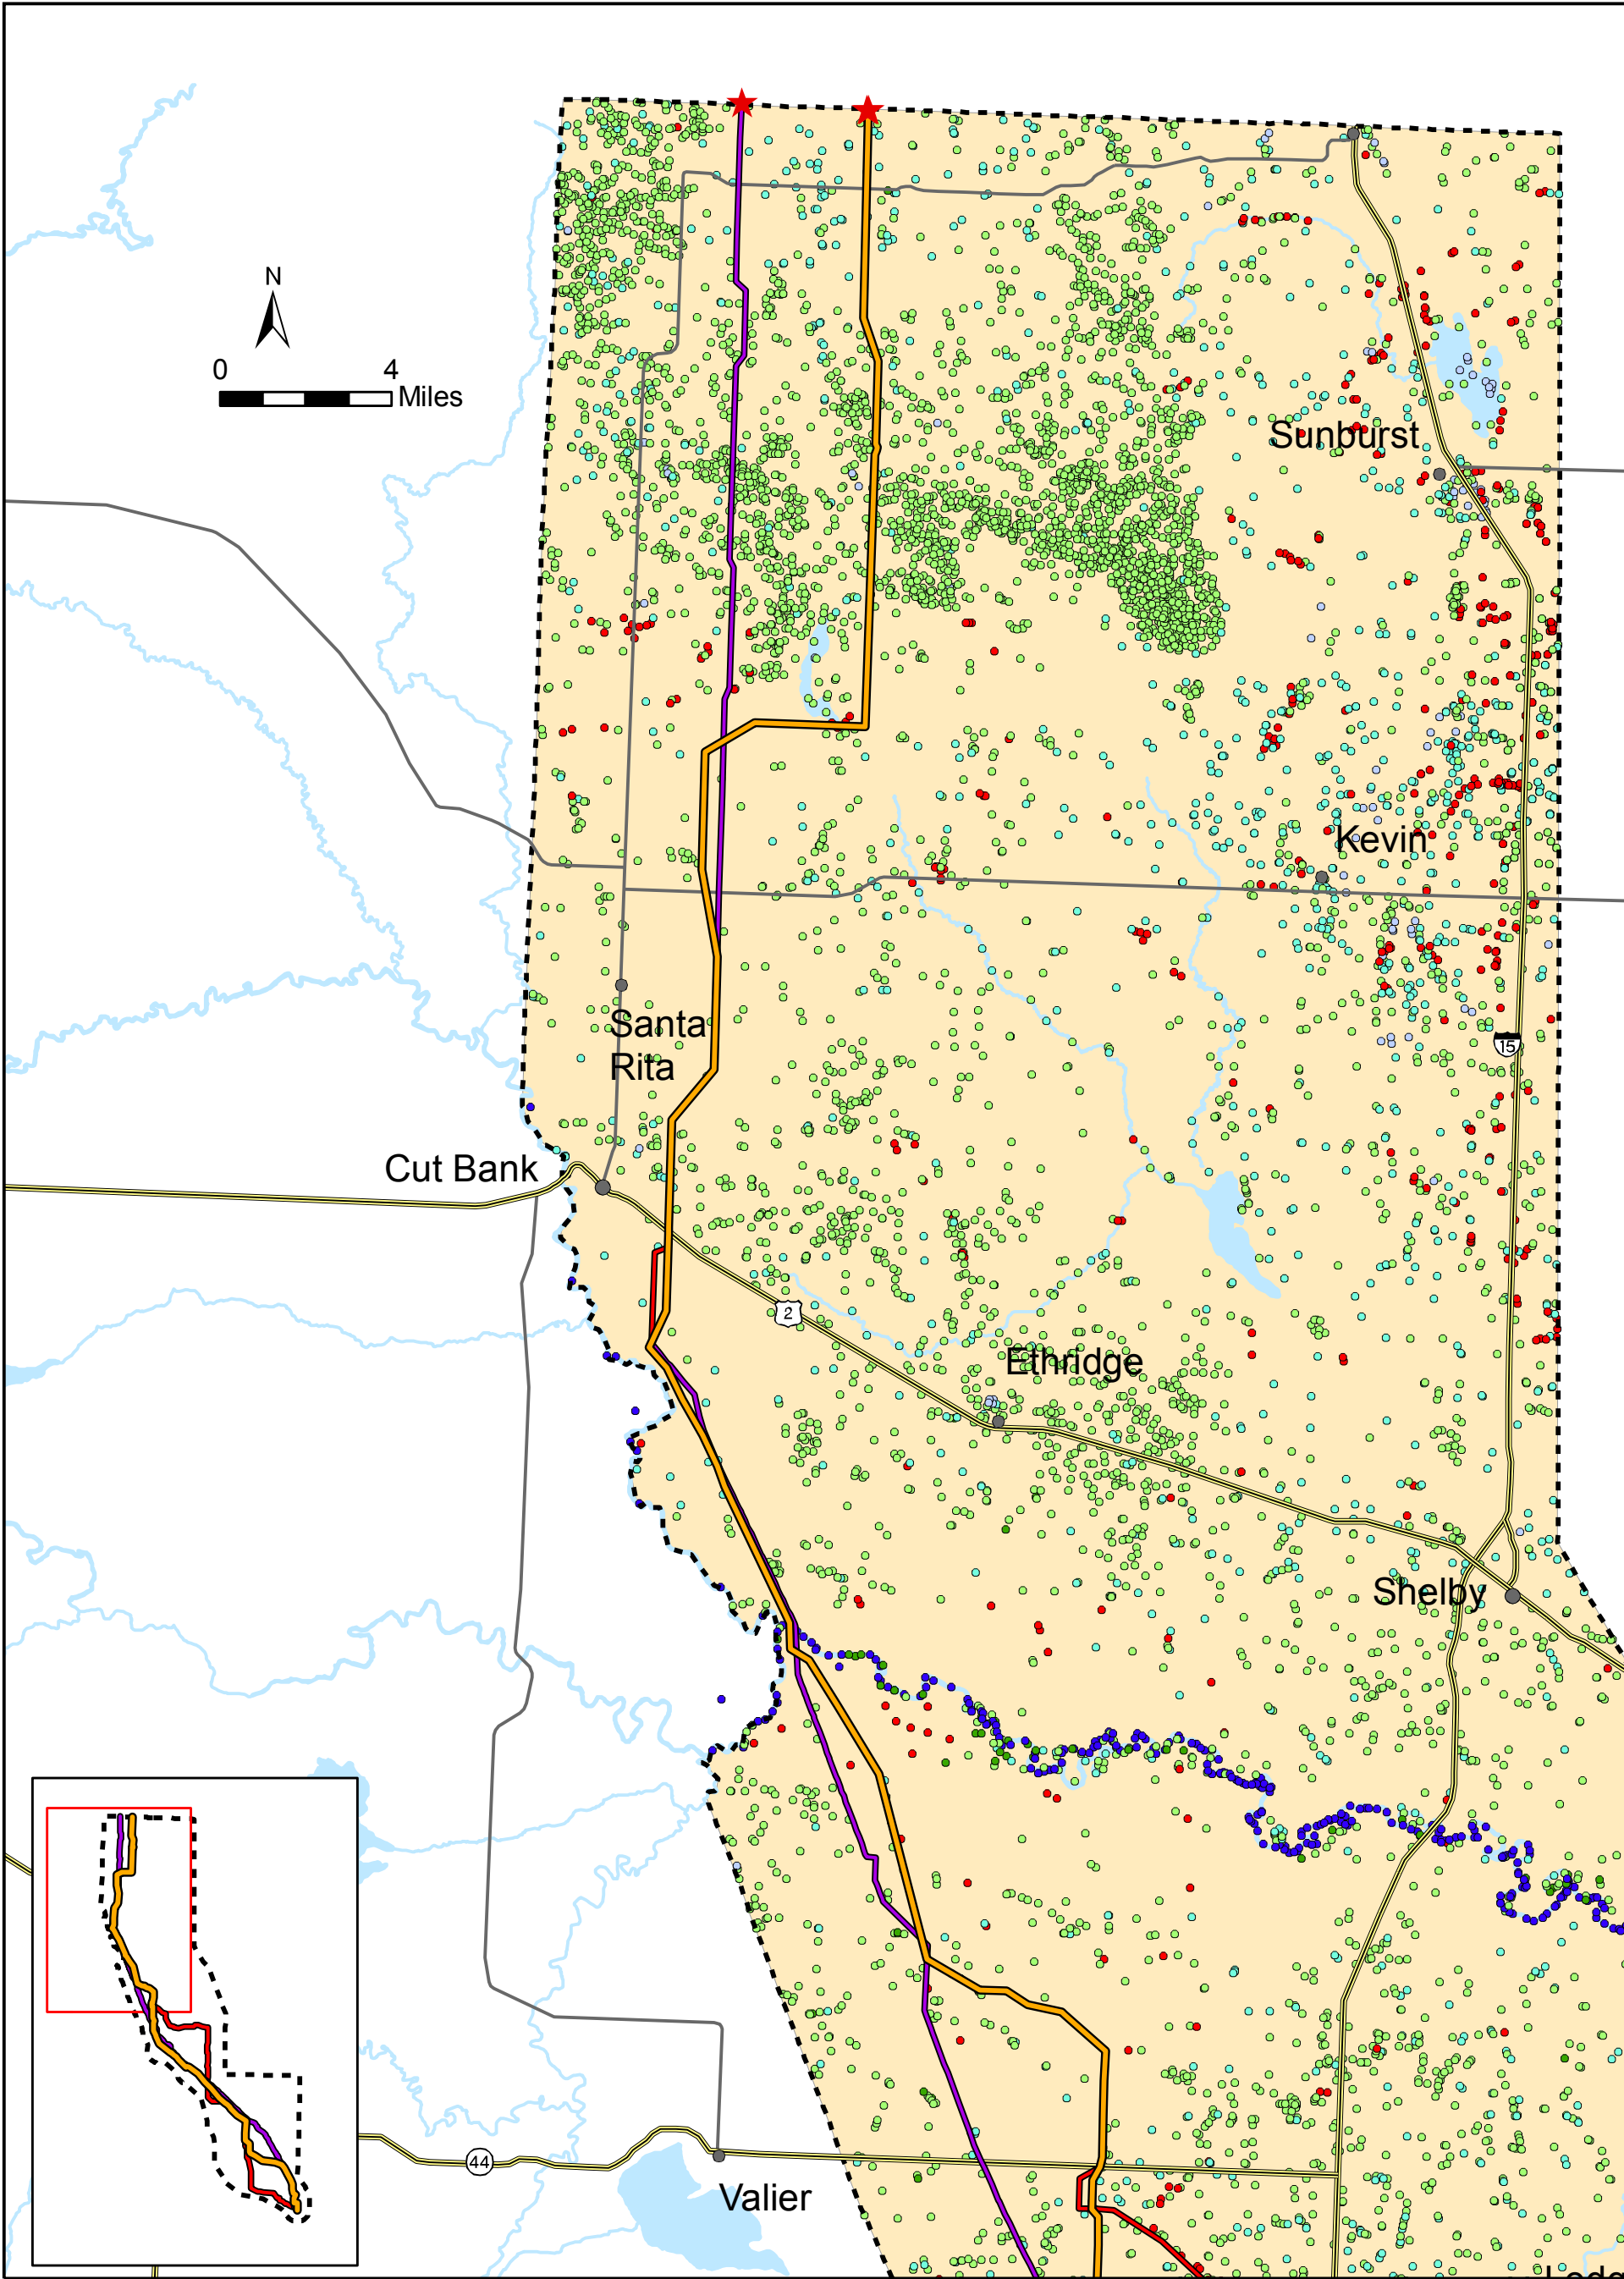 N
0 4
Miles
Sunburst
Kevin
Santa
Rita
15
Cut Bank
2
Ethridge
Shelby
44
Valier